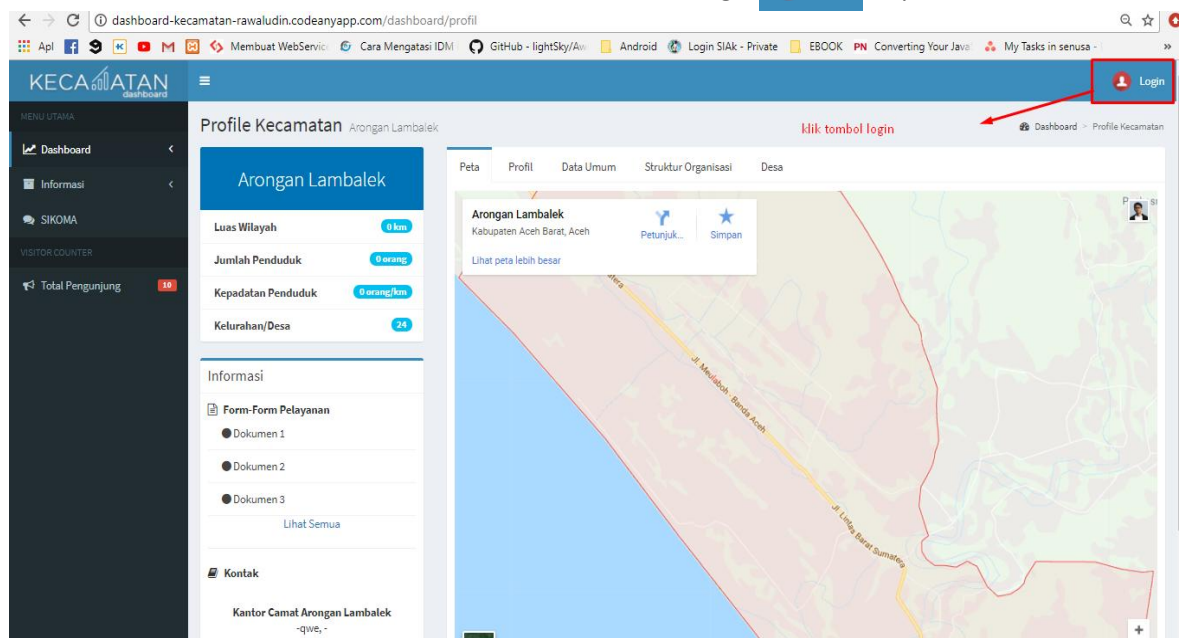 dashboard-kecamatan-rawaludin.codeanyapp.com/dashboard/profil
Apl Membuat WebServic Cara Mengatasi IDM GitHub - lightSky/Aw Android Login SIAk - Private EBOOK PN Converting Your Java My Tasks in senusa - »
KECAMATAN
dashboard
Login
MENU UTAMA
Dashboard
Informasi
SIKOMA
VISITOR COUNTER
Total Pengunjung 10
Profile Kecamatan Arongan Lambalek
klik tombol login
Dashboard > Profile Kecamatan
Arongan Lambalek
Luas Wilayah 0 km
Jumlah Penduduk 0 orang
Kepadatan Penduduk 0 orang/km
Kelurahan/Desa 24
Informasi
Form-Form Pelayanan
Dokumen 1
Dokumen 2
Dokumen 3
Lihat Semua
Kontak
Kantor Camat Arongan Lambalek
-qwe, -
Peta Profil Data Umum Struktur Organisasi Desa
Arongan Lambalek
Kabupaten Aceh Barat, Aceh
Petunjuk... Simpan
Lihat peta lebih besar
Jl. Meulaboh - Banda Aceh
Jl. Lintas Barat Sumatera
+